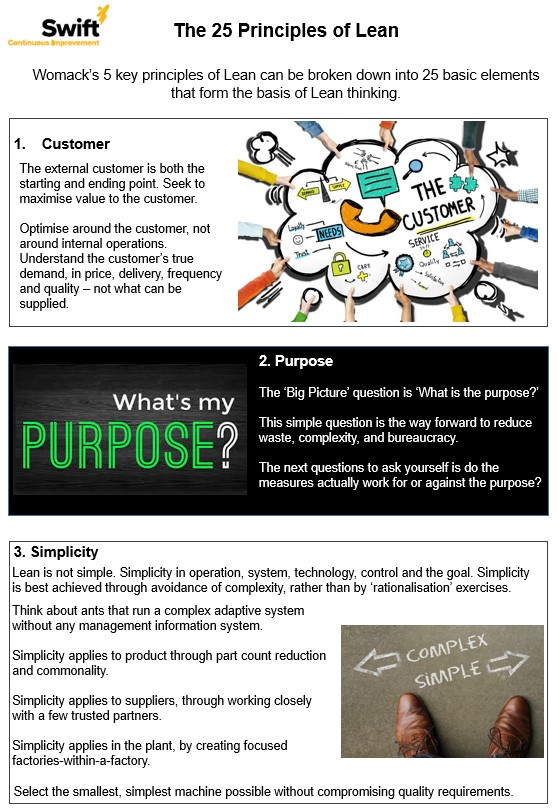 Swift
Continuous Improvement
The 25 Principles of Lean
Womack's 5 key principles of Lean can be broken down into 25 basic elements
that form the basis of Lean thinking.
1. Customer
The external customer is both the
starting and ending point. Seek to
maximise value to the customer.
Optimise around the customer, not
around internal operations.
Understand the customer's true
demand, in price, delivery, frequency
and quality – not what can be
supplied.
THE
CUSTOMER
DEMAND
SUPPLY
Loyalty
NEEDS
Trust
SERVICE
24/7
Quality
CARE
2. Purpose
The 'Big Picture' question is 'What is the purpose?'
This simple question is the way forward to reduce
waste, complexity, and bureaucracy.
The next questions to ask yourself is do the
measures actually work for or against the purpose?
What's my
PURPOSE?
3. Simplicity
Lean is not simple. Simplicity in operation, system, technology, control and the goal. Simplicity
is best achieved through avoidance of complexity, rather than by 'rationalisation' exercises.
Think about ants that run a complex adaptive system
without any management information system.
Simplicity applies to product through part count reduction
and commonality.
Simplicity applies to suppliers, through working closely
with a few trusted partners.
Simplicity applies in the plant, by creating focused
factories-within-a-factory.
Select the smallest, simplest machine possible without compromising quality requirements.
COMPLEX
SIMPLE